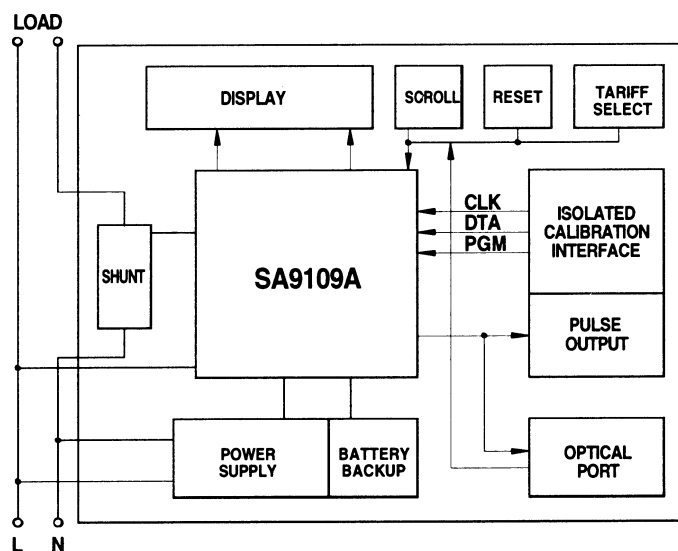 LOAD
DISPLAY
SCROLL
RESET
TARIFF
SELECT
CLK
DTA
PGM
ISOLATED
CALIBRATION
INTERFACE
SHUNT
SA9109A
PULSE
OUTPUT
POWER
SUPPLY
BATTERY
BACKUP
OPTICAL
PORT
L
N